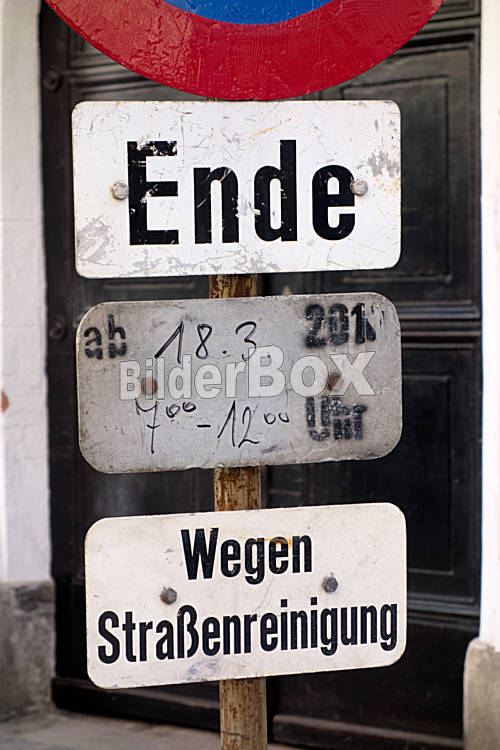 Ende
ab 18.3.
BilderBOX
7⁰⁰-12⁰⁰ Uhr
Wegen
Straßenreinigung